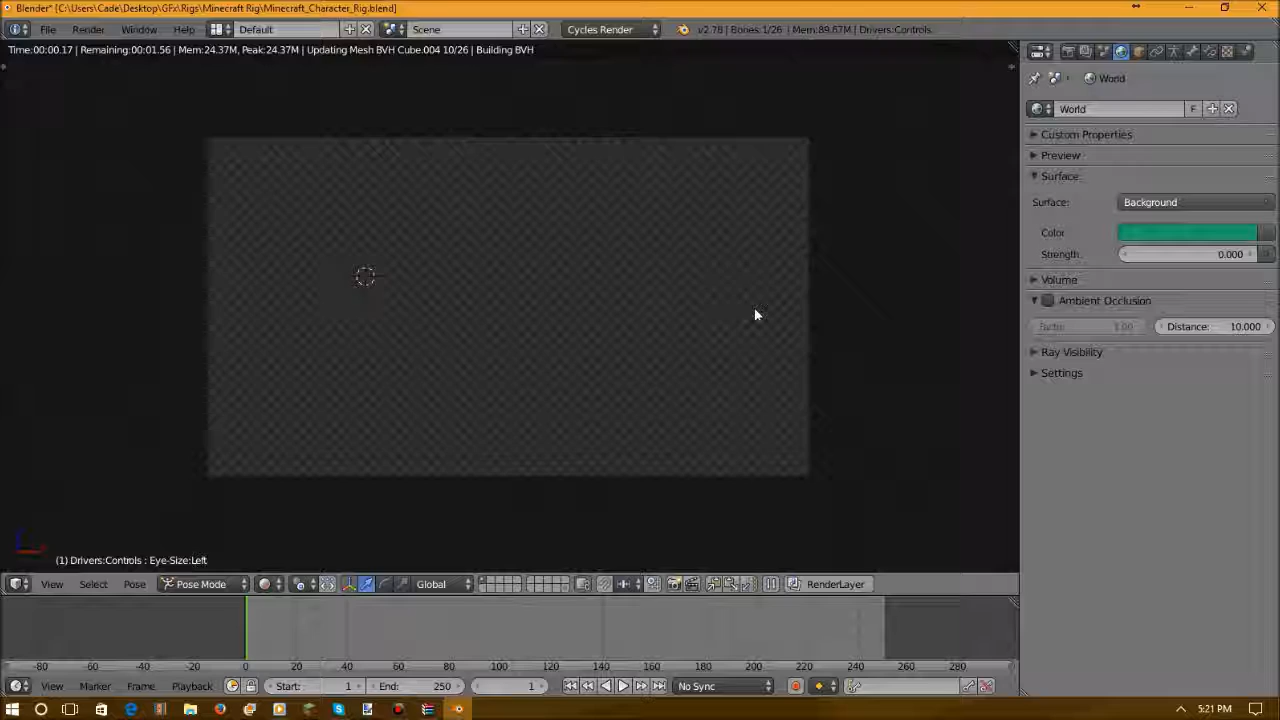 Blender* [C:\Users\Cade\Desktop\GFx\Rigs\Minecraft Rig\Minecraft_Character_Rig.blend]
File Render Window Help Default Scene Cycles Render v2.78 | Bones:1/26 | Mem:89.67M | Drivers:Controls
Time:00:00.17 | Remaining:00:01.56 | Mem:24.37M, Peak:24.37M | Updating Mesh BVH Cube.004 10/26 | Building BVH
World
World F
Custom Properties
Preview
Surface
Surface: Background
Color
Strength: 0.000
Volume
Ambient Occlusion
Factor: 1.00 Distance: 10.000
Ray Visibility
Settings
(1) Drivers:Controls : Eye-Size:Left
View Select Pose Pose Mode Global RenderLayer
-80 -60 -40 -20 0 20 40 60 80 100 120 140 160 180 200 220 240 260 280
View Marker Frame Playback Start: 1 End: 250 1 No Sync
5:21 PM